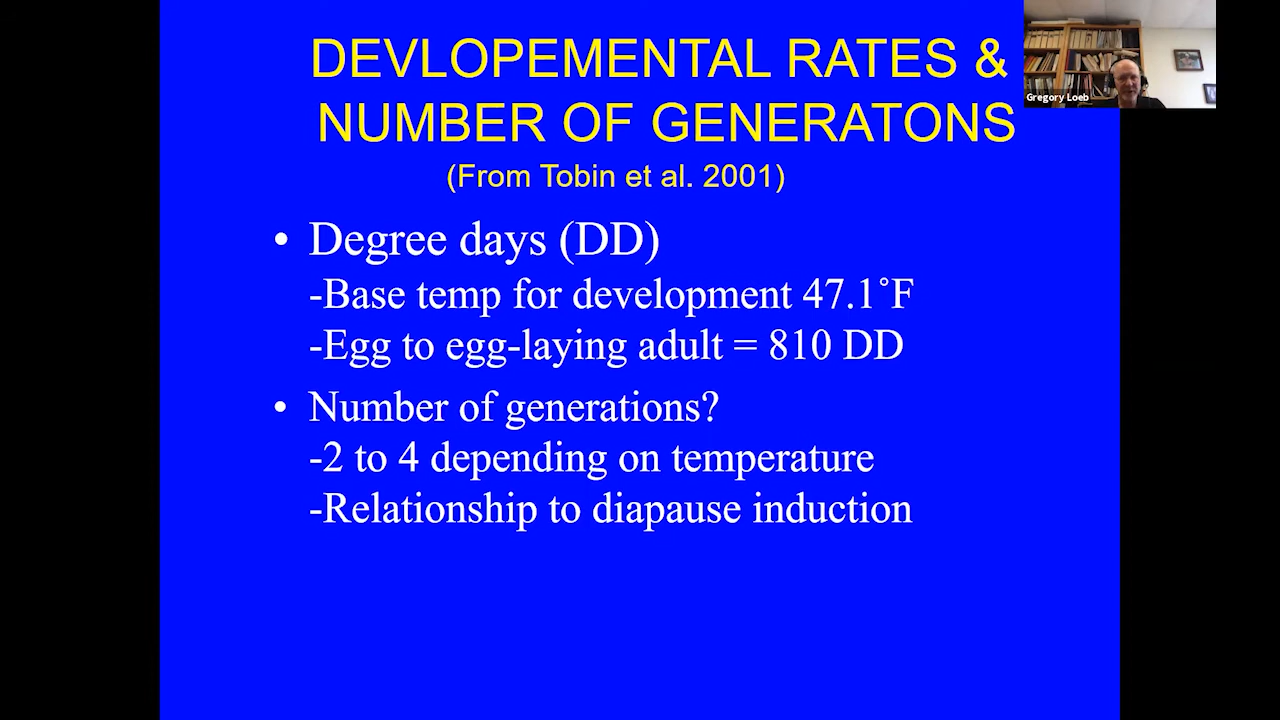 DEVLOPEMENTAL RATES &
NUMBER OF GENERATONS
(From Tobin et al. 2001)
Gregory Loeb
• Degree days (DD)
-Base temp for development 47.1˚F
-Egg to egg-laying adult = 810 DD
• Number of generations?
-2 to 4 depending on temperature
-Relationship to diapause induction